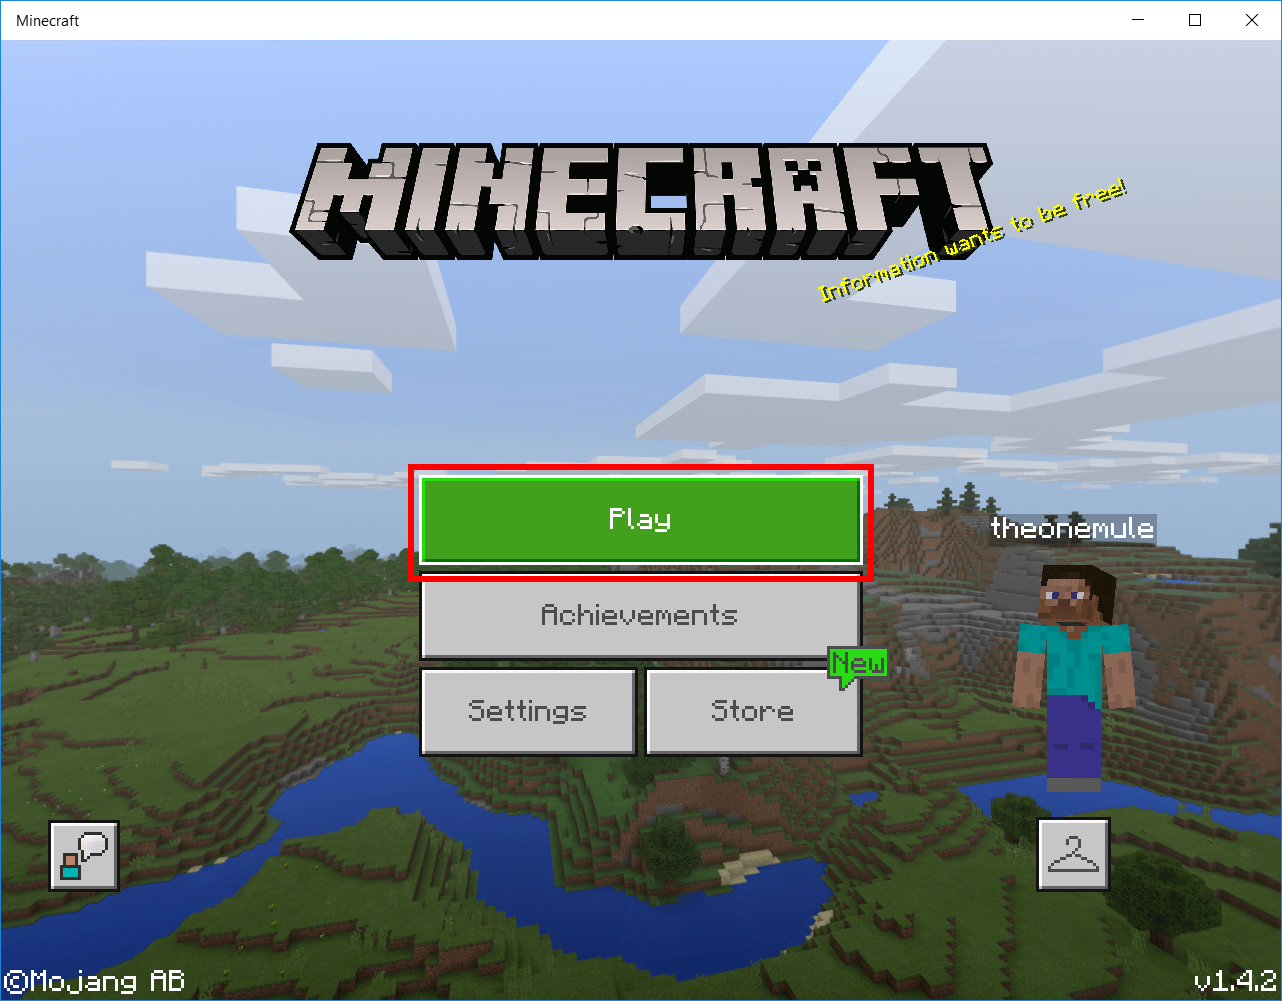 Minecraft
MINECRAFT
Information wants to be free!
Play
theonemule
Achievements
New
Settings
Store
©Mojang AB
v1.4.2